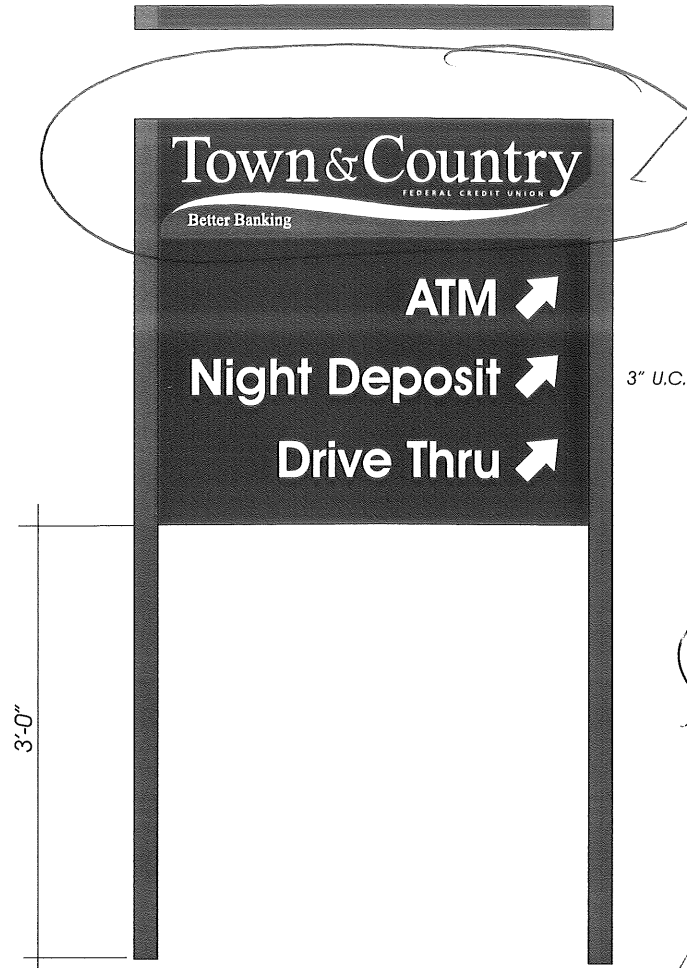 Town & Country
FEDERAL CREDIT UNION
Better Banking
ATM
Night Deposit
3" U.C.
Drive Thru
3'-0"